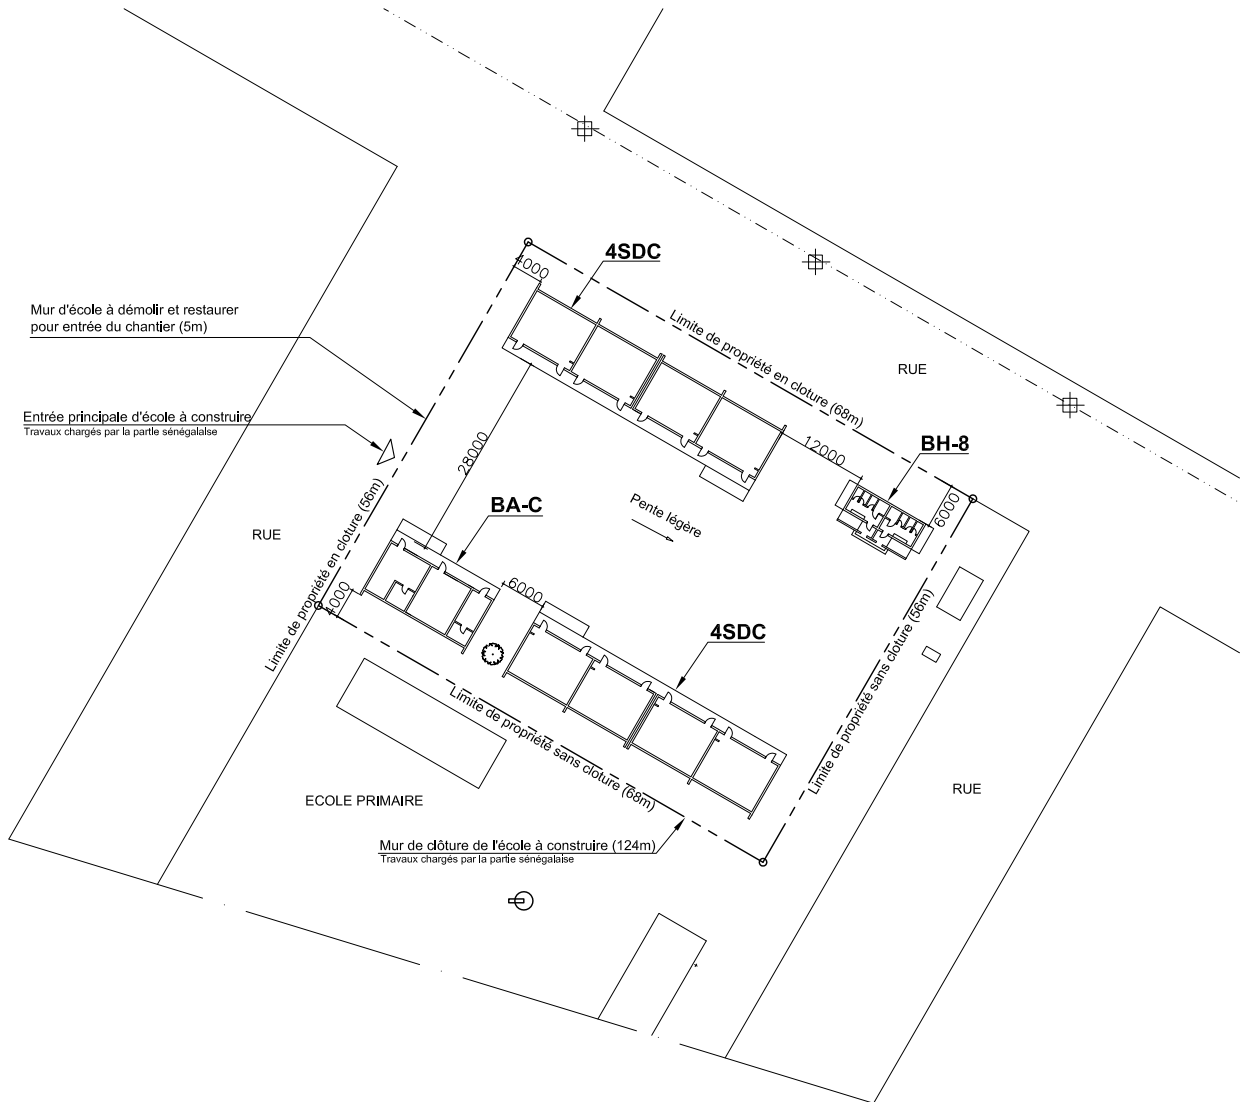 4SDC
4000
Mur d'école à démolir et restaurer
pour entrée du chantier (5m)
Limite de propriété en cloture (68m)
RUE
Entrée principale d'école à construire
Travaux chargés par la partie sénégalaise
28000
12000
BH-8
6000
BA-C
Pente légère
RUE
Limite de propriété en cloture (56m)
4000
6000
4SDC
Limite de propriété sans cloture (56m)
Limite de propriété sans cloture (68m)
ECOLE PRIMAIRE
RUE
Mur de clôture de l'école à construire (124m)
Travaux chargés par la partie sénégalaise